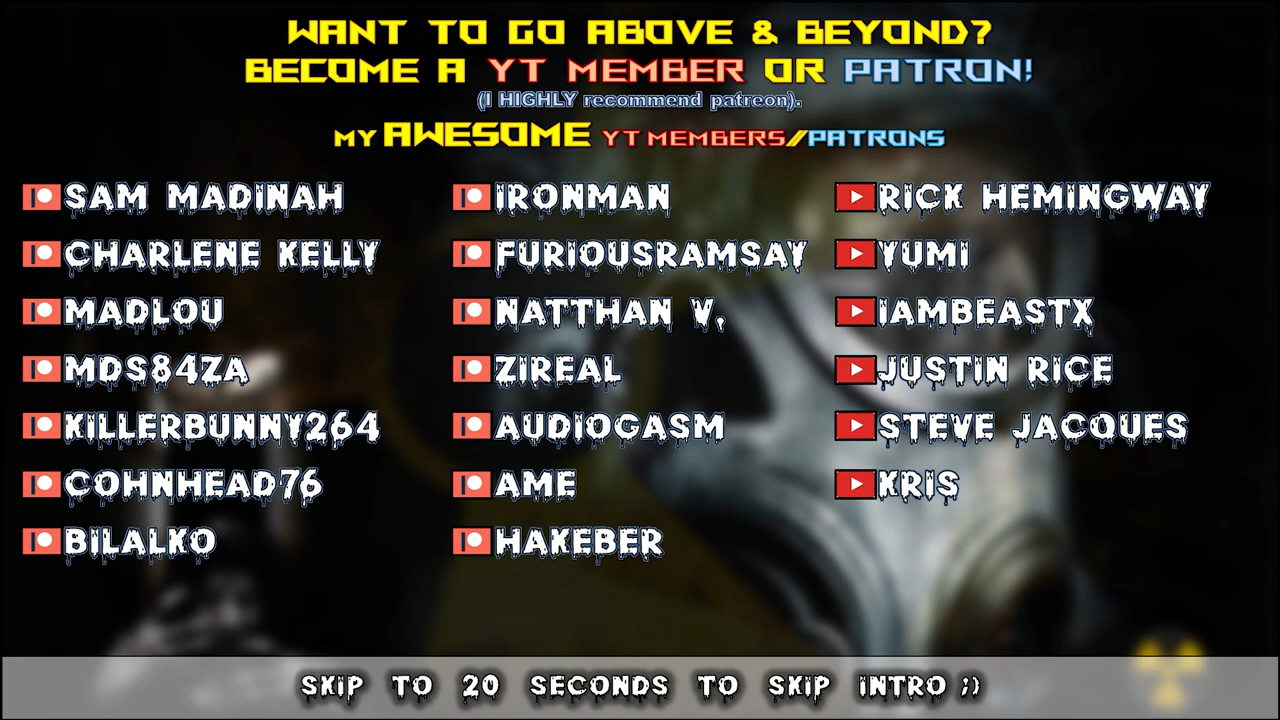 WANT TO GO ABOVE & BEYOND?
BECOME A YT MEMBER OR PATRON!
(I HIGHLY recommend patreon).
MY AWESOME YT MEMBERS/PATRONS
SAM MADINAH
CHARLENE KELLY
MADLOU
MDS84ZA
KILLERBUNNY264
COHNHEAD76
BILALKO
IRONMAN
FURIOUSRAMSAY
NATTHAN V,
ZIREAL
AUDIOGASM
AME
HAKEBER
RICK HEMINGWAY
YUMI
IAMBEASTX
JUSTIN RICE
STEVE JACQUES
KRIS
SKIP TO 20 SECONDS TO SKIP INTRO ;)